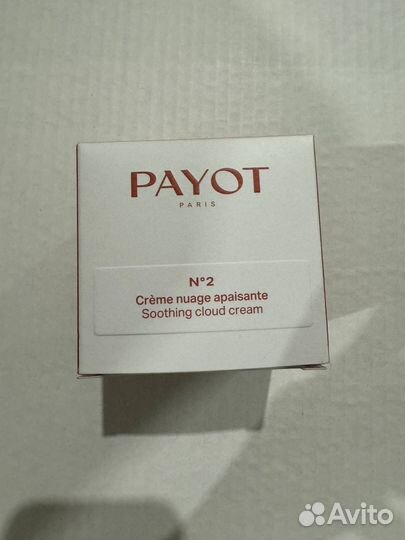 PAYOT
PARIS
N°2
Crème nuage apaisante
Soothing cloud cream
Avito